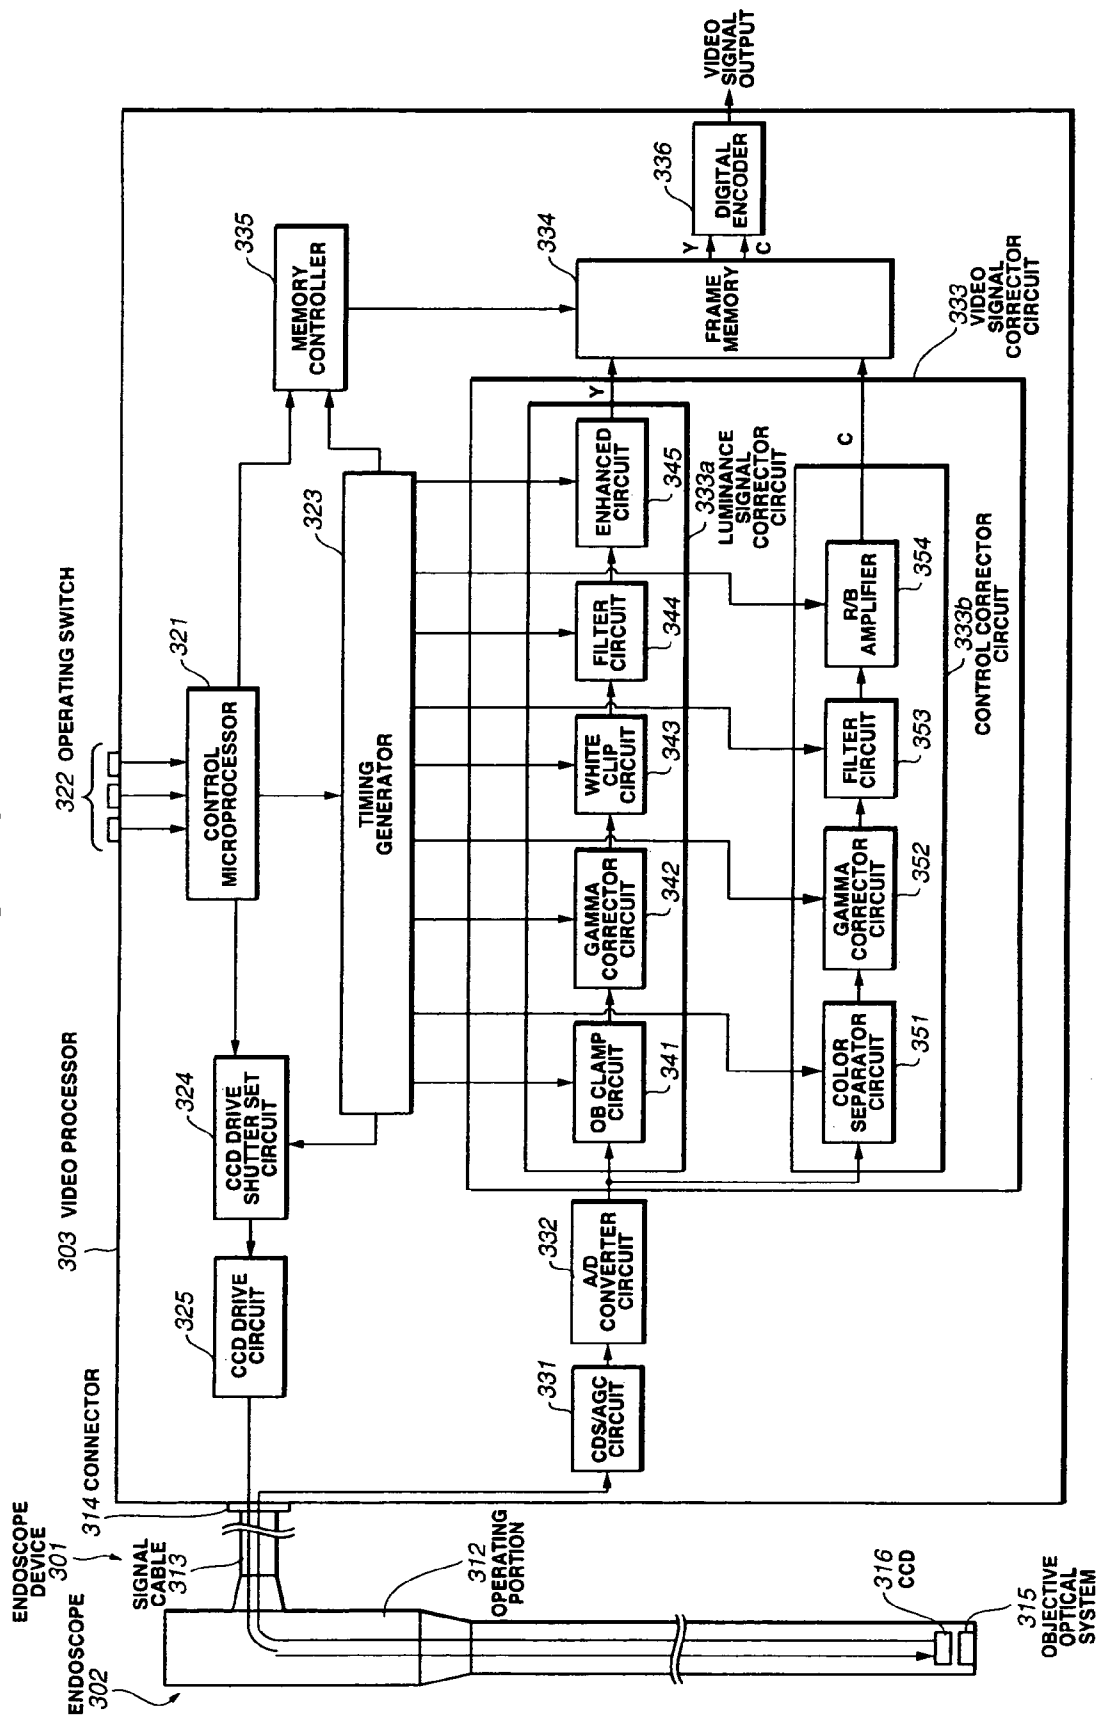 ENDOSCOPE
DEVICE
301
ENDOSCOPE
302
SIGNAL
CABLE
313
314 CONNECTOR
312
OPERATING
PORTION
316
CCD
315
OBJECTIVE
OPTICAL
SYSTEM
303 VIDEO PROCESSOR
322 OPERATING SWITCH
325
CCD DRIVE
CIRCUIT
324
CCD DRIVE
SHUTTER SET
CIRCUIT
321
CONTROL
MICROPROCESSOR
335
MEMORY
CONTROLLER
323
TIMING
GENERATOR
331
CDS/AGC
CIRCUIT
332
A/D
CONVERTER
CIRCUIT
OB CLAMP
CIRCUIT
341
GAMMA
CORRECTOR
CIRCUIT
342
WHITE
CLIP
CIRCUIT
343
FILTER
CIRCUIT
344
ENHANCED
CIRCUIT
345
Y
333a
LUMINANCE
SIGNAL
CORRECTOR
CIRCUIT
COLOR
SEPARATOR
CIRCUIT
351
GAMMA
CORRECTOR
CIRCUIT
352
FILTER
CIRCUIT
353
R/B
AMPLIFIER
354
C
333b
CONTROL CORRECTOR
CIRCUIT
333
VIDEO
SIGNAL
CORRECTOR
CIRCUIT
334
FRAME
MEMORY
Y
C
336
DIGITAL
ENCODER
VIDEO
SIGNAL
OUTPUT